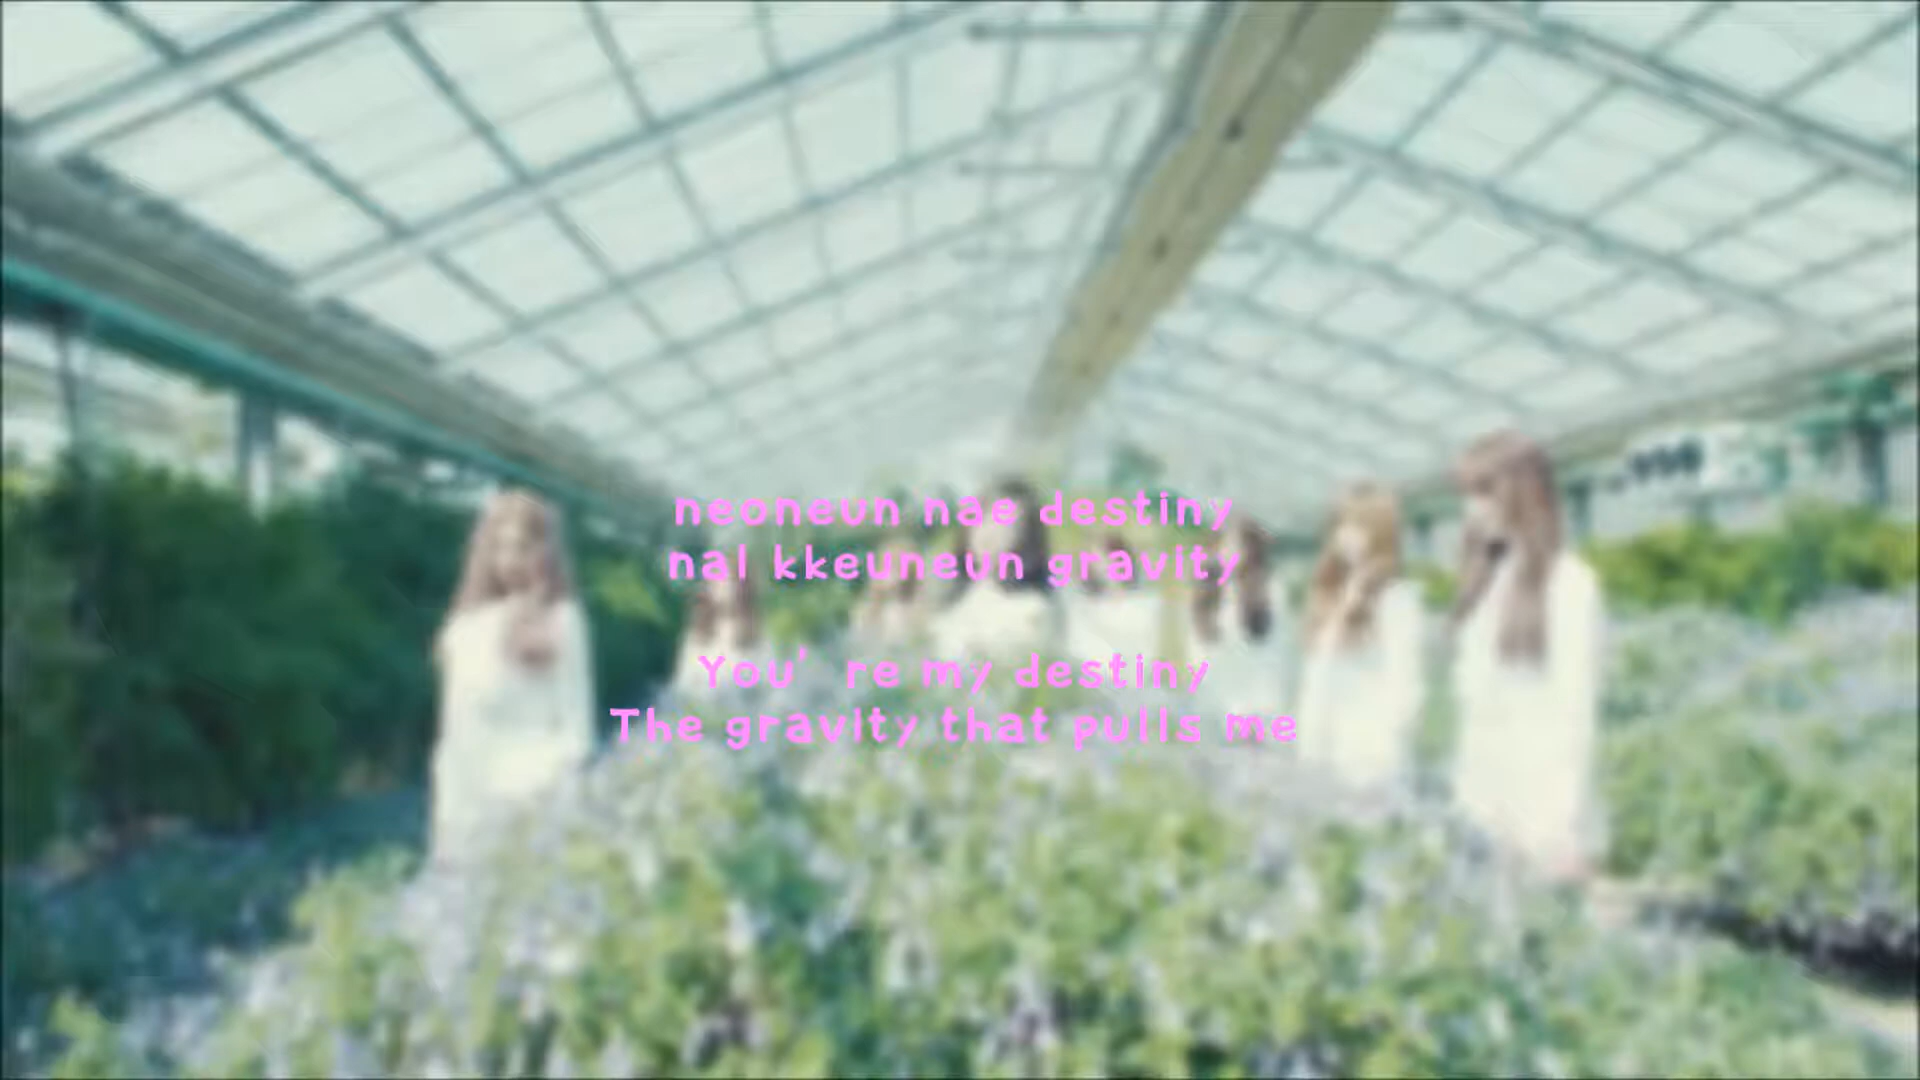 neoneun nae destiny
nal kkeuneun gravity
You're my destiny
The gravity that pulls me